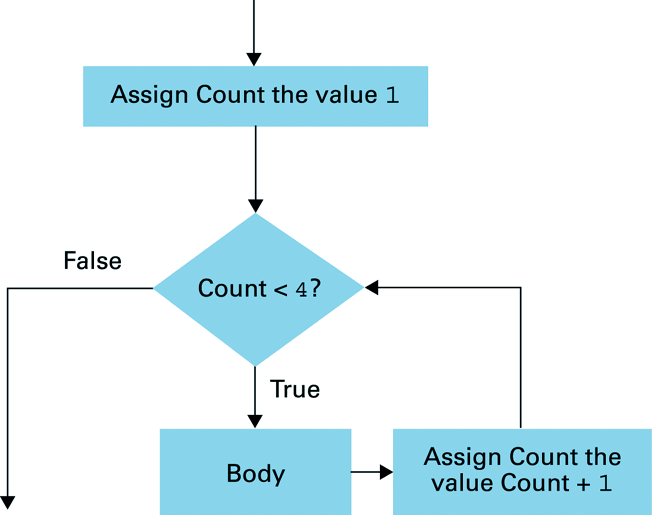 Assign Count the value 1
False
Count < 4?
True
Body
Assign Count the
value Count + 1